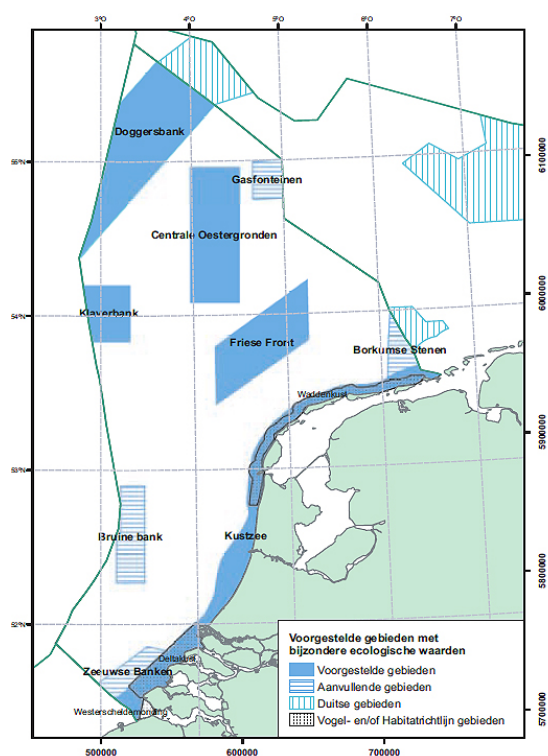 3°0 4°0 5°0 6°0 7°0
Doggersbank
55°N
6100000
Gasfonteinen
Centrale Oestergronden
6000000
Klaverbank
54°N
Friese Front
Borkumse Stenen
Waddenkust
5900000
53°N
Bruine bank
Kustzee
5800000
52°N
Deltakust
Zeeuwse Banken
Westerscheldemonding
5700000
500000 600000 700000
Voorgestelde gebieden met
bijzondere ecologische waarden
Voorgestelde gebieden
Aanvullende gebieden
Duitse gebieden
Vogel- en/of Habitatrichtlijn gebieden